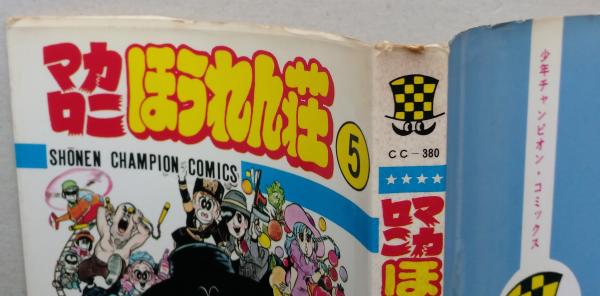 マカロニ
ほうれん荘
5
SHŌNEN CHAMPION COMICS
CC-380
マカロニほ
少年チャンピオン・コミックス